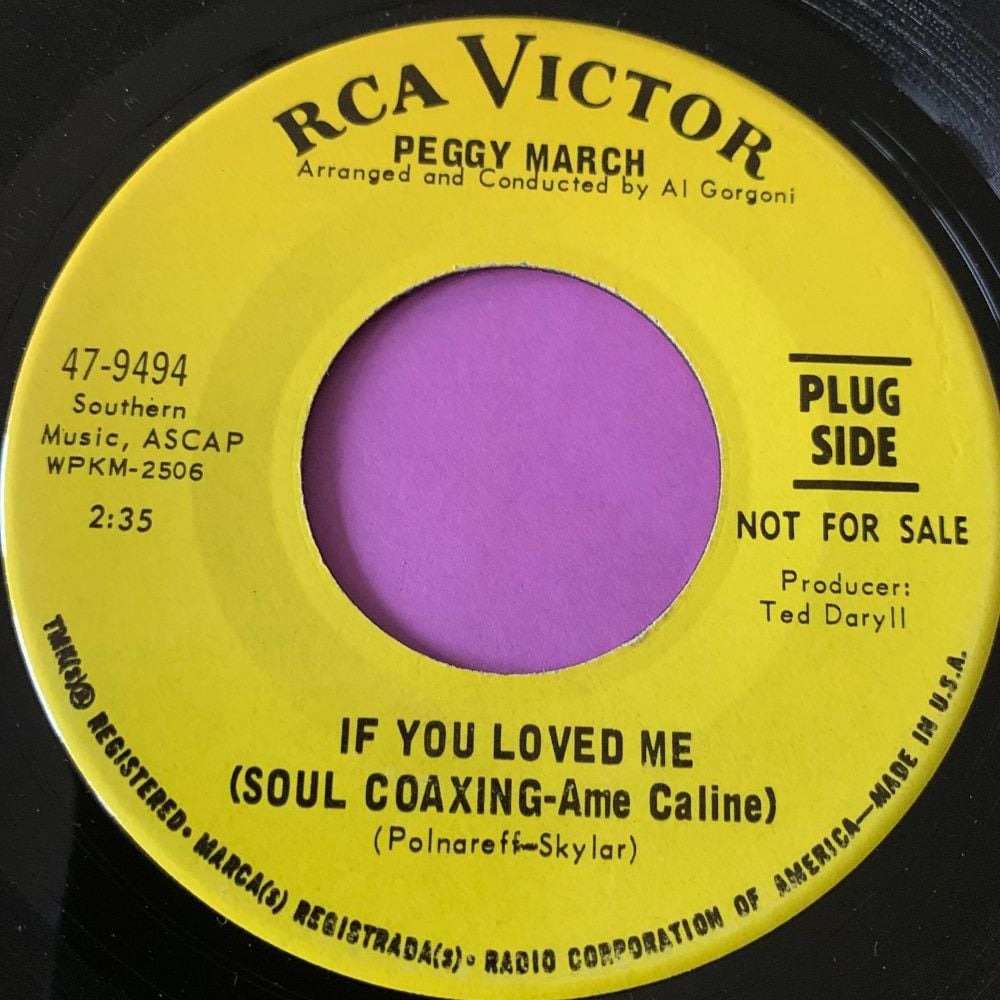 RCA VICTOR
PEGGY MARCH
Arranged and Conducted by Al Gorgoni
47-9494
Southern
Music, ASCAP
WPKM-2506
2:35
PLUG
SIDE
NOT FOR SALE
Producer:
Ted Daryll
IF YOU LOVED ME
(SOUL COAXING-Ame Caline)
(Polnareff-Skylar)
TMK(s)® REGISTERED • MARCA(s) REGISTRADA(s) • RADIO CORPORATION OF AMERICA—MADE IN U.S.A.